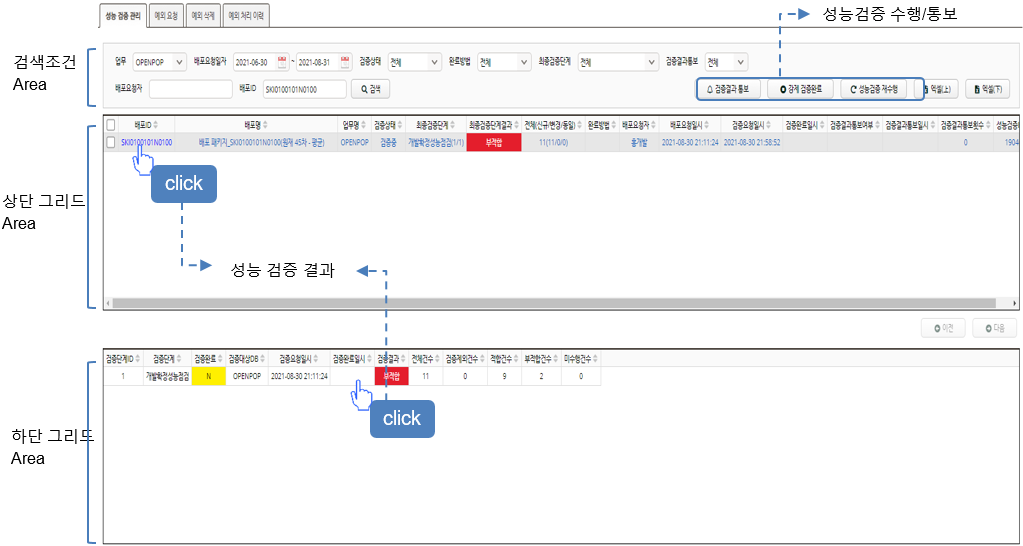 성능 검증 관리 예외 요청 예외 삭제 예외 처리 이력
성능검증 수행/통보
검색조건
Area
업무 OPENPOP 배포요청일자 2021-06-30 ~ 2021-08-31 검증상태 전체 완료방법 전체 최종검증단계 전체 검증결과통보 전체
배포요청자 배포ID SKI0100101N0100 검색 검증결과 통보 강제 검증완료 성능검증 재수행 엑셀(上) 엑셀(下)
배포ID 배포명 업무명 검증상태 최종검증단계 최종검증단계결과 전체(신규/변경/동일) 완료방법 배포요청자 배포요청일시 검증요청일시 검증완료일시 검증결과통보여부 검증결과통보일시 검증결과통보횟수 성능검증
SKI0100101N0100 배포 패키지_SKI0100101N0100(원재 45차 - 평균) OPENPOP 검증중 개발확정성능점검(1/1) 부적합 11(11/0/0) 홍개발 2021-08-30 21:11:24 2021-08-30 21:58:52 0 1904
click
상단 그리드
Area
성능 검증 결과
이전 다음
검증단계ID 검증단계 검증완료 검증대상DB 검증요청일시 검증완료일시 검증결과 전체건수 검증제외건수 적합건수 부적합건수 미수행건수
1 개발확정성능점검 N OPENPOP 2021-08-30 21:11:24 부적합 11 0 9 2 0
click
하단 그리드
Area